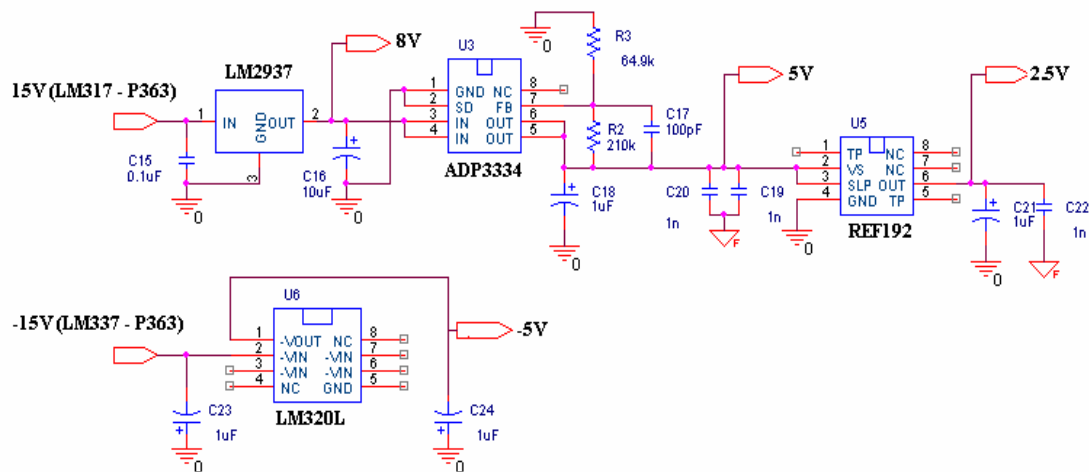 8V
5V
2.5V
15V (LM317 - P363)
LM2937
1
IN
GND
OUT
2
3
C15
0.1uF
0
C16
10uF
0
U3
1
2
3
4
GND
SD
IN
IN
NC
FB
OUT
OUT
8
7
6
5
ADP3334
0
R3
64.9k
R2
210k
C17
100pF
C18
1uF
0
C20
1n
C19
1n
F
U5
1
2
3
4
TP
VS
SLP
GND
NC
NC
OUT
TP
8
7
6
5
REF192
0
C21
1uF
0
C22
1n
F
-15V (LM337 - P363)
U6
1
2
3
4
-VOUT
-VIN
-VIN
NC
NC
-VIN
-VIN
GND
8
7
6
5
LM320L
-5V
C23
1uF
0
C24
1uF
0